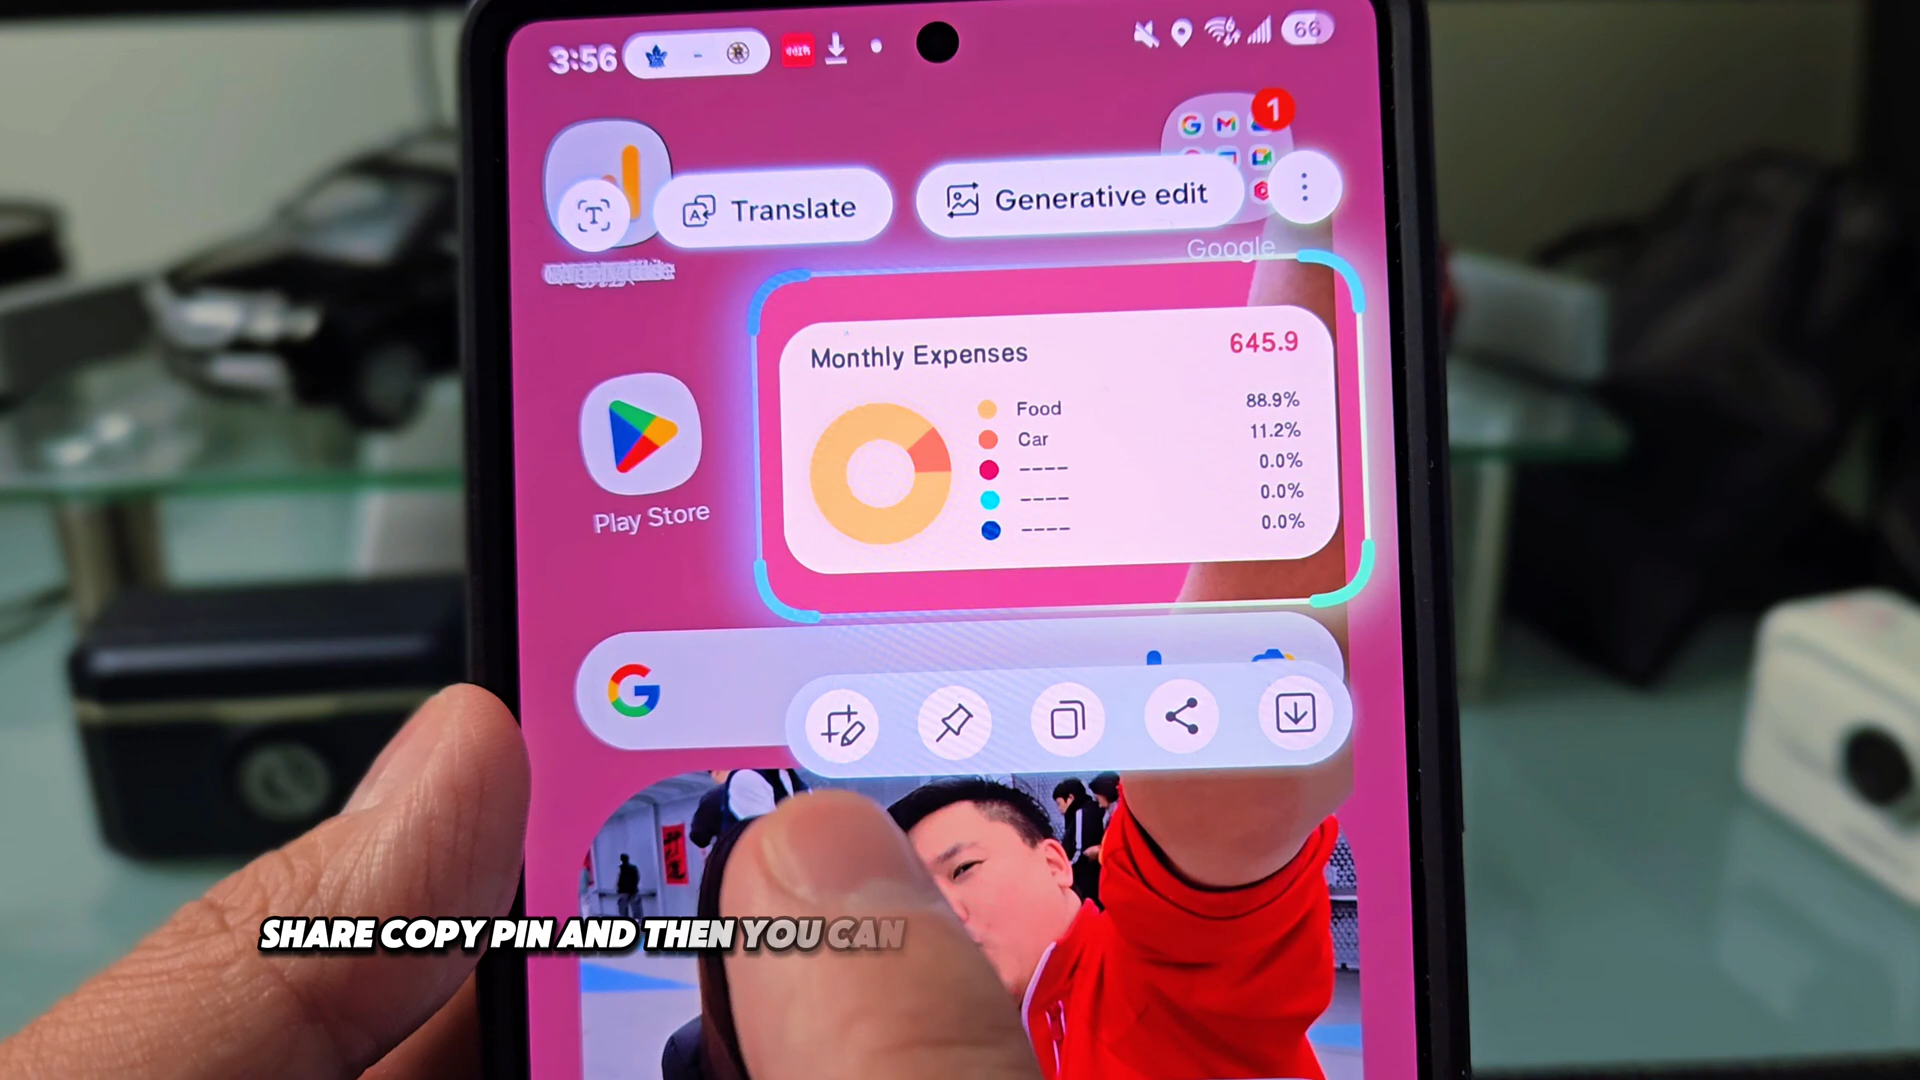 3:56
66
1
Translate
Generative edit
Google
Monthly Expenses
645.9
Food
88.9%
Car
11.2%
----
0.0%
----
0.0%
----
0.0%
Play Store
SHARE COPY PIN AND THEN YOU CAN